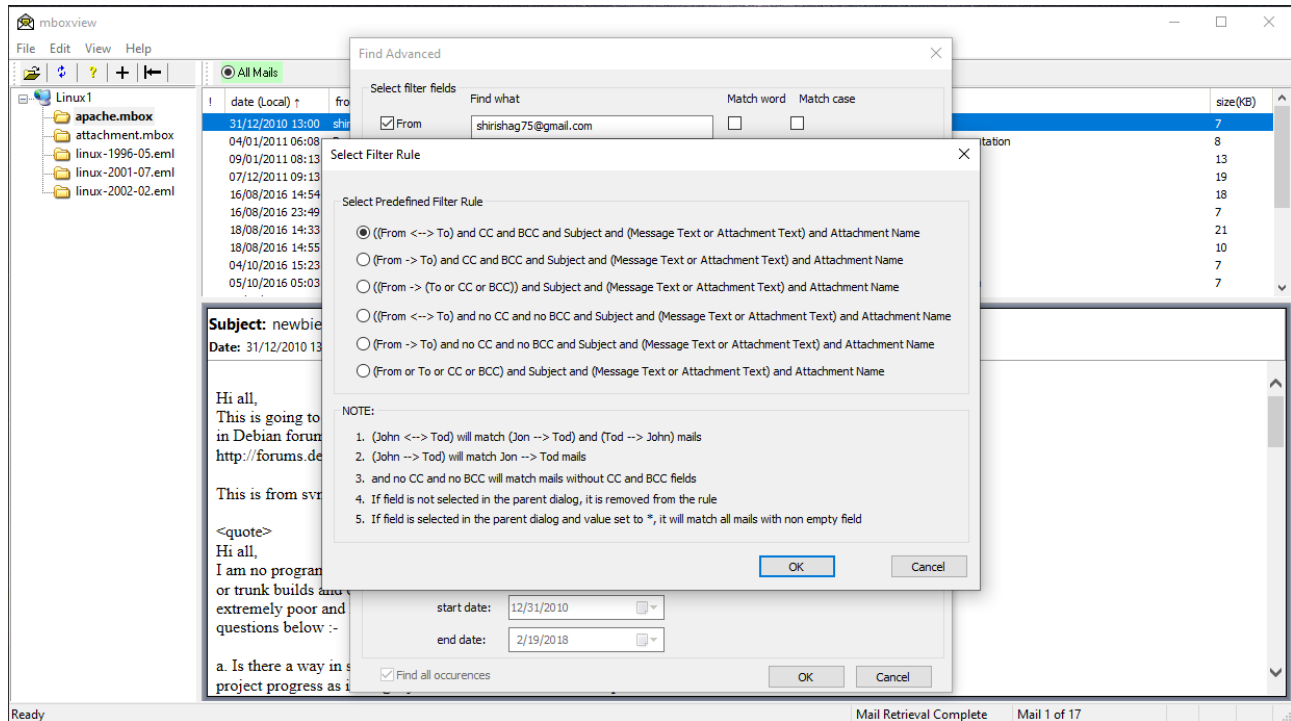 mboxview
File Edit View Help
All Mails
Linux1
apache.mbox
attachment.mbox
linux-1996-05.eml
linux-2001-07.eml
linux-2002-02.eml
! date (Local) ↑ fro size(KB)
31/12/2010 13:00 shir 7
04/01/2011 06:08 tation 8
09/01/2011 08:13 13
07/12/2011 09:13 19
16/08/2016 14:54 18
16/08/2016 23:49 7
18/08/2016 14:33 21
18/08/2016 14:55 10
04/10/2016 15:23 7
05/10/2016 05:03 7
Subject: newbie
Date: 31/12/2010 13
Hi all,
This is going to
in Debian forum
http://forums.de
This is from svn
<quote>
Hi all,
I am no program
or trunk builds and
extremely poor and
questions below :-
a. Is there a way in s
project progress as i
Find Advanced
Select filter fields
Find what Match word Match case
From shirishag75@gmail.com
Select Filter Rule
Select Predefined Filter Rule
((From <--> To) and CC and BCC and Subject and (Message Text or Attachment Text) and Attachment Name
(From -> To) and CC and BCC and Subject and (Message Text or Attachment Text) and Attachment Name
((From -> (To or CC or BCC)) and Subject and (Message Text or Attachment Text) and Attachment Name
((From <--> To) and no CC and no BCC and Subject and (Message Text or Attachment Text) and Attachment Name
(From -> To) and no CC and no BCC and Subject and (Message Text or Attachment Text) and Attachment Name
(From or To or CC or BCC) and Subject and (Message Text or Attachment Text) and Attachment Name
NOTE:
1. (John <--> Tod) will match (Jon --> Tod) and (Tod --> John) mails
2. (John --> Tod) will match Jon --> Tod mails
3. and no CC and no BCC will match mails without CC and BCC fields
4. If field is not selected in the parent dialog, it is removed from the rule
5. If field is selected in the parent dialog and value set to *, it will match all mails with non empty field
OK Cancel
start date: 12/31/2010
end date: 2/19/2018
Find all occurences
OK Cancel
Ready Mail Retrieval Complete Mail 1 of 17